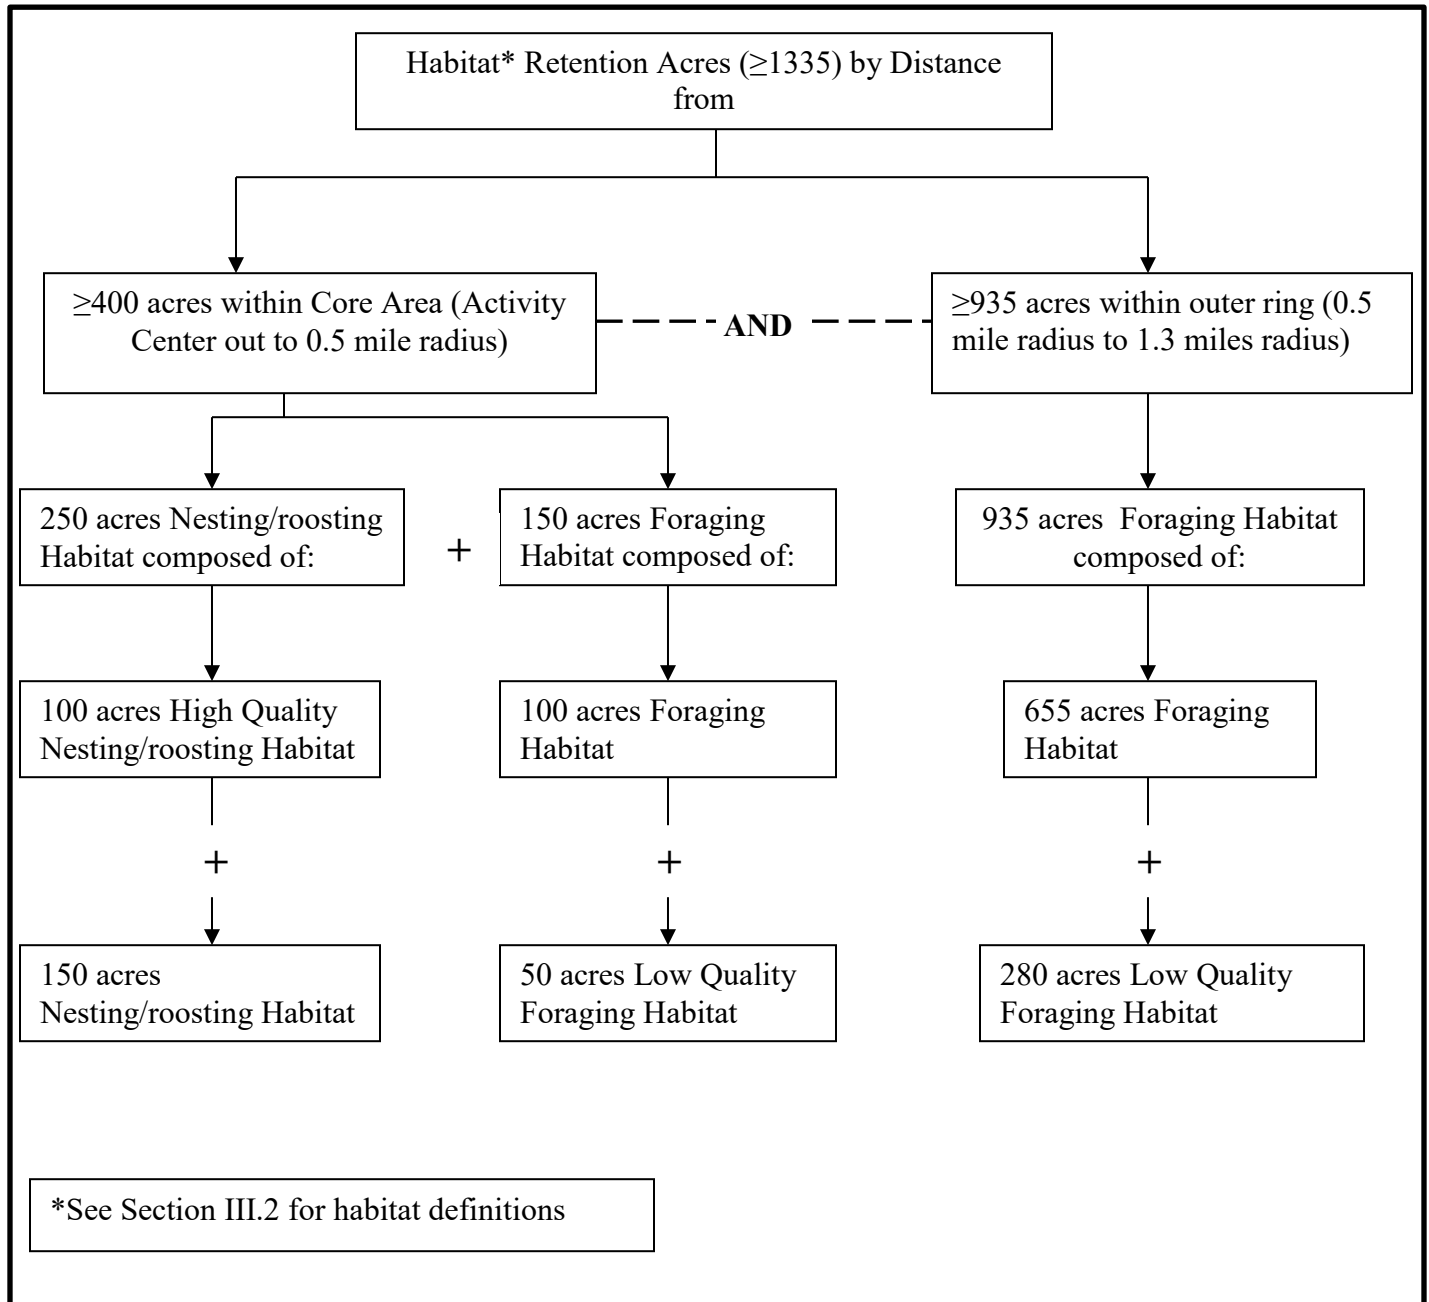 Habitat* Retention Acres (≥1335) by Distance
from
≥400 acres within Core Area (Activity
Center out to 0.5 mile radius)
AND
≥935 acres within outer ring (0.5
mile radius to 1.3 miles radius)
250 acres Nesting/roosting
Habitat composed of:
+
150 acres Foraging
Habitat composed of:
935 acres  Foraging Habitat
composed of:
100 acres High Quality
Nesting/roosting Habitat
100 acres Foraging
Habitat
655 acres Foraging
Habitat
+
+
+
150 acres
Nesting/roosting Habitat
50 acres Low Quality
Foraging Habitat
280 acres Low Quality
Foraging Habitat
*See Section III.2 for habitat definitions